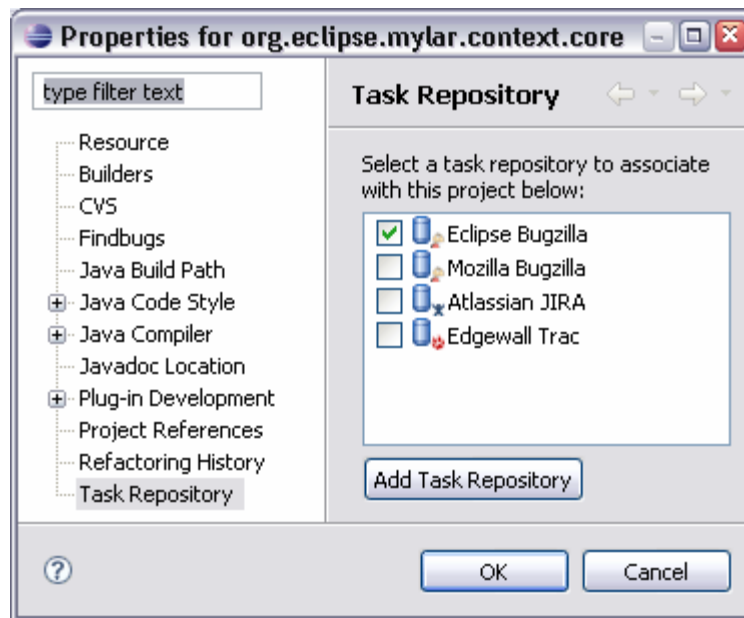 Properties for org.eclipse.mylar.context.core
type filter text
Resource
Builders
CVS
Findbugs
Java Build Path
Java Code Style
Java Compiler
Javadoc Location
Plug-in Development
Project References
Refactoring History
Task Repository
Task Repository
Select a task repository to associate
with this project below:
Eclipse Bugzilla
Mozilla Bugzilla
Atlassian JIRA
Edgewall Trac
Add Task Repository
OK
Cancel